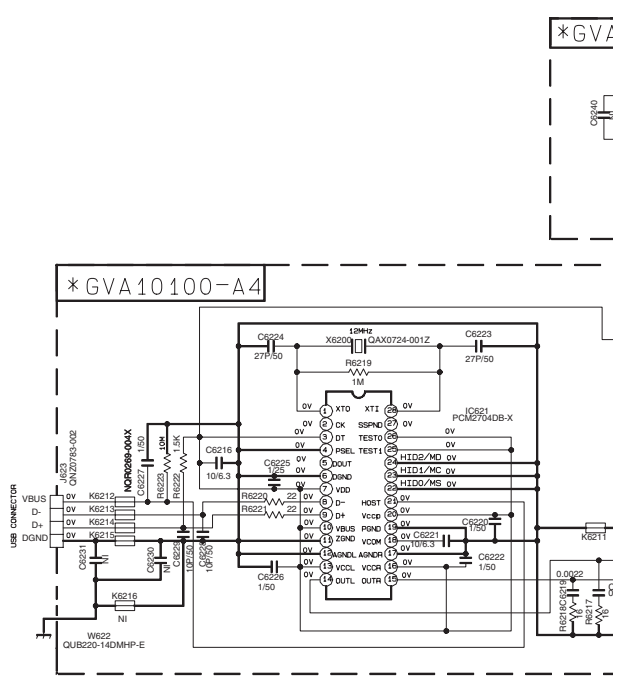 *GVA
C6240
*GVA10100-A4
12MHz
C6224
X6200
QAX0724-001Z
C6223
27P/50
27P/50
R6219
1M
IC621
PCM2704DB-X
0V 1 XTO XTI 28 0V
0V 2 CK SSPND 27 0V
0V 3 DT TEST0 26 0V
0V 4 PSEL TEST1 25 0V
0V 5 DOUT 24 HID2/MD 0V
0V 6 DGND 23 HID1/MC 0V
0V 7 VDD 22 HID0/MS 0V
0V 8 D- HOST 21 0V
0V 9 D+ Vccp 20 0V
0V 10 VBUS PGND 19 0V
0V 11 ZGND VCOM 18 0V
0V 12 AGNDL AGNDR 17 0V
0V 13 VCCL VCCR 16 0V
0V 14 OUTL OUTR 15 0V
J623
QNZ0783-002
NQR0269-004X
1/50
C6227
10M
R6223
1.5K
R6222
C6216
10/6.3
C6225
1/25
R6220 22
R6221 22
USB CONNECTOR
VBUS 0V K6212
D- 0V K6213
D+ 0V K6214
DGND 0V K6215
C6231
NI
C6230
NI
C6229
10P/50
C6228
10P/50
C6226
1/50
C6220
1/50
C6221
10/6.3
C6222
1/50
K6211
K6216
NI
0.0022
C6219
R6218
16
R6217
16
W622
QUB220-14DMHP-E